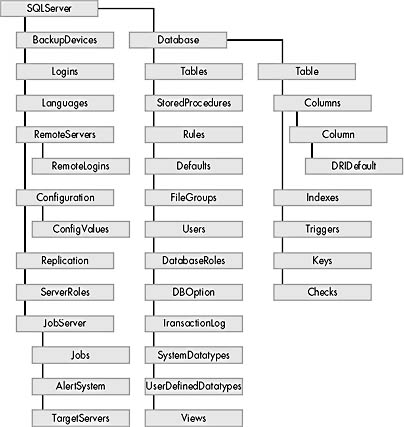 SQLServer
BackupDevices
Logins
Languages
RemoteServers
RemoteLogins
Configuration
ConfigValues
Replication
ServerRoles
JobServer
Jobs
AlertSystem
TargetServers
Database
Tables
StoredProcedures
Rules
Defaults
FileGroups
Users
DatabaseRoles
DBOption
TransactionLog
SystemDatatypes
UserDefinedDatatypes
Views
Table
Columns
Column
DRIDefault
Indexes
Triggers
Keys
Checks